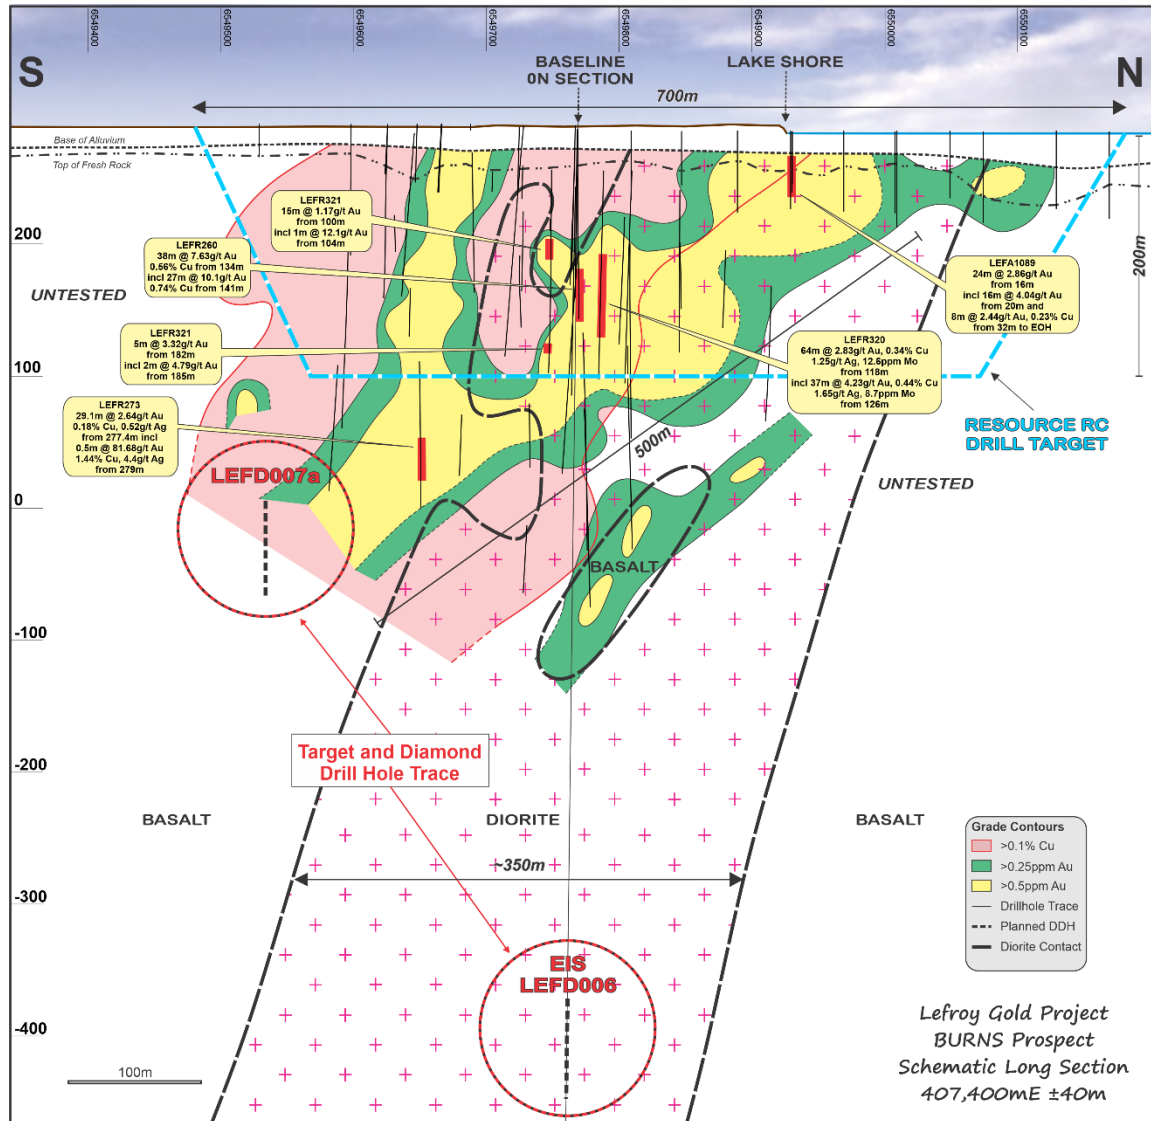 6549400
6549500
6549600
6549700
6549800
6549900
6550000
6550100
S
BASELINE
0N SECTION
LAKE SHORE
N
700m
Base of Alluvium
Top of Fresh Rock
LEFR321
15m @ 1.17g/t Au
from 100m
incl 1m @ 12.1g/t Au
from 104m
LEFR260
38m @ 7.63g/t Au
0.56% Cu from 134m
incl 27m @ 10.1g/t Au
0.74% Cu from 141m
LEFR321
5m @ 3.32g/t Au
from 182m
incl 2m @ 4.79g/t Au
from 185m
LEFR273
29.1m @ 2.64g/t Au
0.18% Cu, 0.52g/t Ag
from 277.4m incl
0.5m @ 81.68g/t Au
1.44% Cu, 4.4g/t Ag
from 279m
LEFA1089
24m @ 2.86g/t Au
from 16m
incl 16m @ 4.04g/t Au
from 20m and
8m @ 2.44g/t Au, 0.23% Cu
from 32m to EOH
LEFR320
64m @ 2.83g/t Au, 0.34% Cu
1.25g/t Ag, 12.6ppm Mo
from 118m
incl 37m @ 4.23g/t Au, 0.44% Cu
1.65g/t Ag, 8.7ppm Mo
from 126m
200m
200
100
0
-100
-200
-300
-400
UNTESTED
UNTESTED
RESOURCE RC
DRILL TARGET
500m
LEFD007a
BASALT
Target and Diamond
Drill Hole Trace
BASALT
DIORITE
BASALT
~350m
EIS
LEFD006
Grade Contours
>0.1% Cu
>0.25ppm Au
>0.5ppm Au
Drillhole Trace
Planned DDH
Diorite Contact
100m
Lefroy Gold Project
BURNS Prospect
Schematic Long Section
407,400mE ±40m